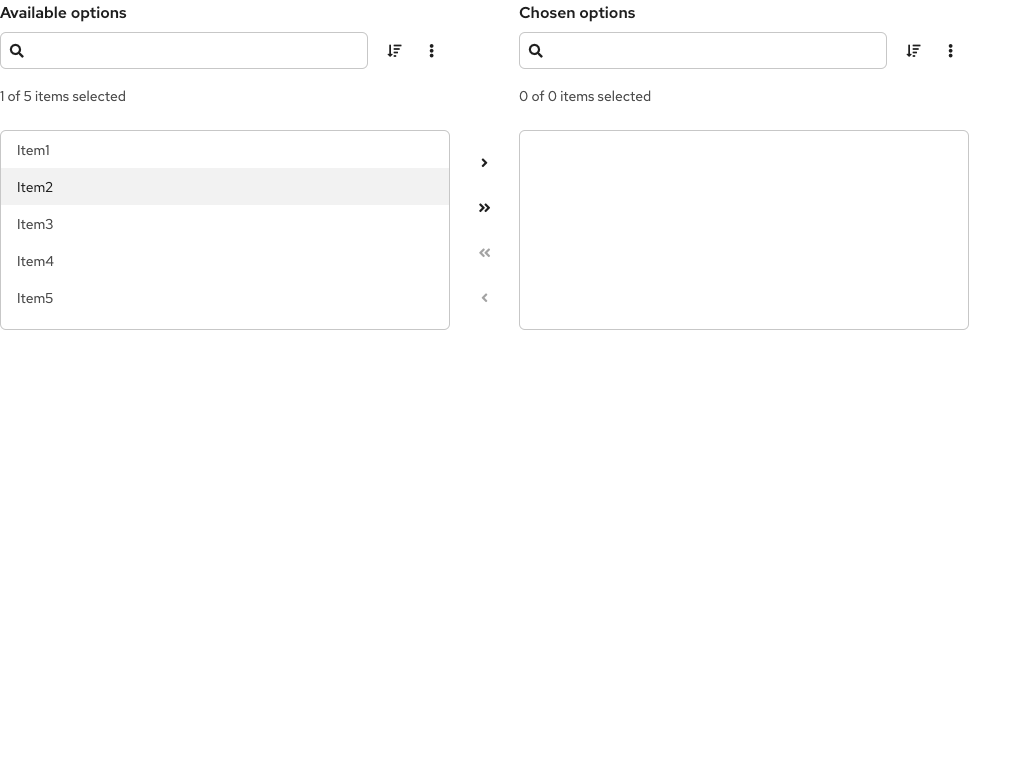 Available options
1 of 5 items selected
Item1
Item2
Item3
Item4
Item5
Chosen options
0 of 0 items selected